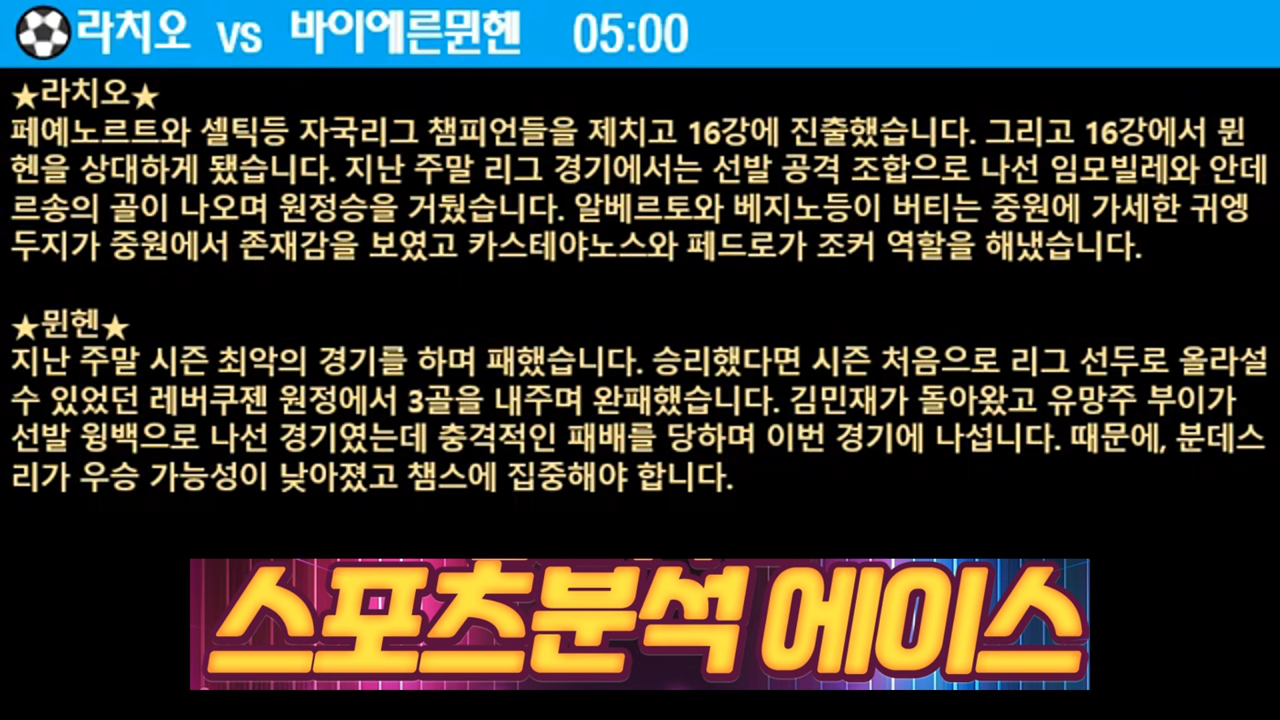 라치오 vs 바이에른뮌헨 05:00
★라치오★
페예노르트와 셀틱등 자국리그 챔피언들을 제치고 16강에 진출했습니다. 그리고 16강에서 뮌
헨을 상대하게 됐습니다. 지난 주말 리그 경기에서는 선발 공격 조합으로 나선 임모빌레와 안데
르송의 골이 나오며 원정승을 거뒀습니다. 알베르토와 베지노등이 버티는 중원에 가세한 귀엥
두지가 중원에서 존재감을 보였고 카스테야노스와 페드로가 조커 역할을 해냈습니다.
★뮌헨★
지난 주말 시즌 최악의 경기를 하며 패했습니다. 승리했다면 시즌 처음으로 리그 선두로 올라설
수 있었던 레버쿠젠 원정에서 3골을 내주며 완패했습니다. 김민재가 돌아왔고 유망주 부이가
선발 윙백으로 나선 경기였는데 충격적인 패배를 당하며 이번 경기에 나섭니다. 때문에, 분데스
리가 우승 가능성이 낮아졌고 챔스에 집중해야 합니다.
스포츠분석 에이스